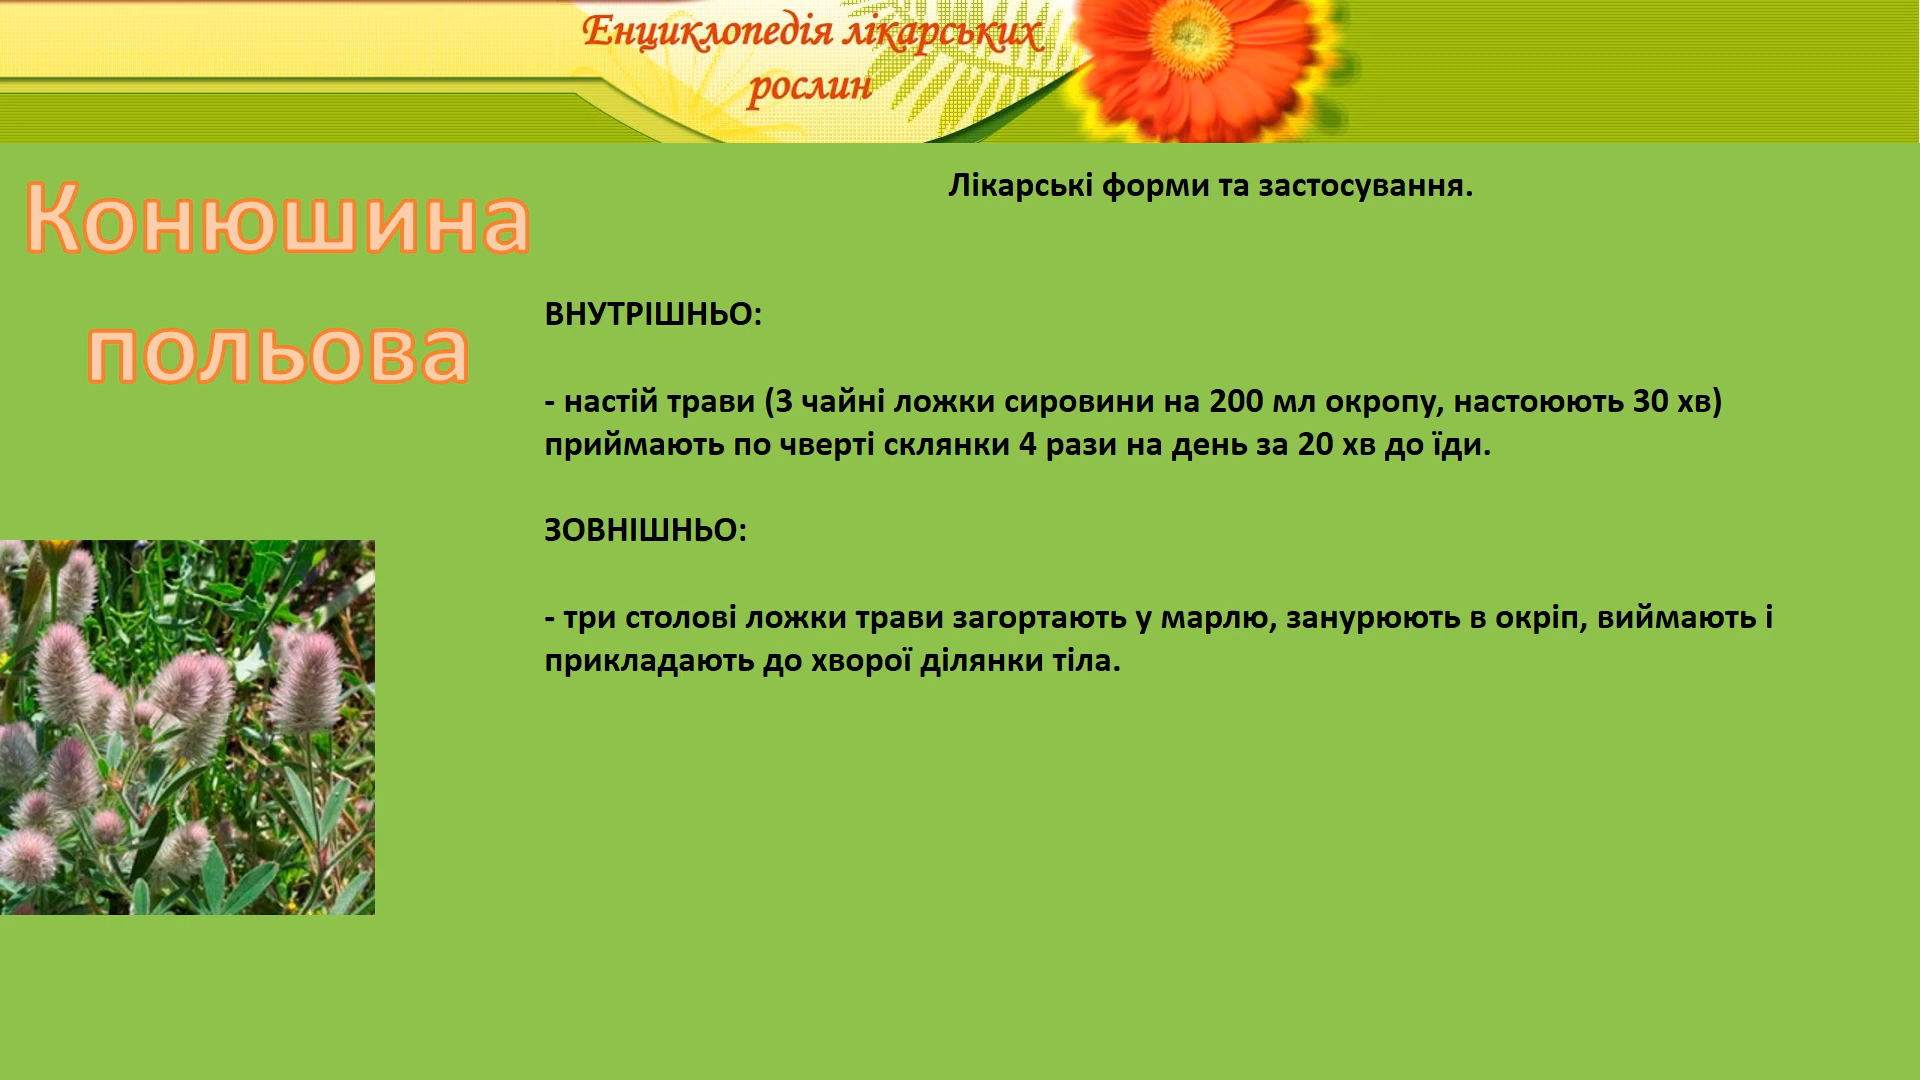 Енциклопедія лікарських
рослин
Конюшина
польова
Лікарські форми та застосування.
ВНУТРІШНЬО:
- настій трави (3 чайні ложки сировини на 200 мл окропу, настоюють 30 хв)
приймають по чверті склянки 4 рази на день за 20 хв до їди.
ЗОВНІШНЬО:
- три столові ложки трави загортають у марлю, занурюють в окріп, виймають і
прикладають до хворої ділянки тіла.